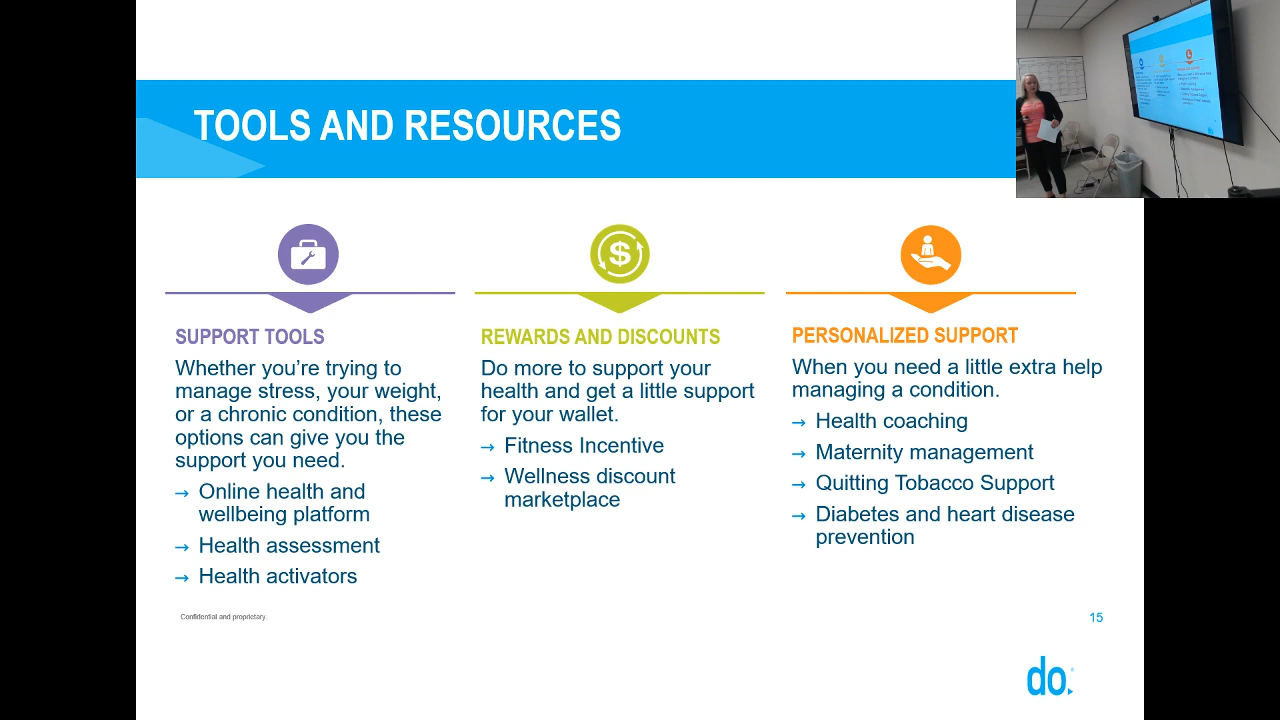 TOOLS AND RESOURCES
SUPPORT TOOLS
Whether you’re trying to
manage stress, your weight,
or a chronic condition, these
options can give you the
support you need.
→ Online health and
wellbeing platform
→ Health assessment
→ Health activators
REWARDS AND DISCOUNTS
Do more to support your
health and get a little support
for your wallet.
→ Fitness Incentive
→ Wellness discount
marketplace
PERSONALIZED SUPPORT
When you need a little extra help
managing a condition.
→ Health coaching
→ Maternity management
→ Quitting Tobacco Support
→ Diabetes and heart disease
prevention
Confidential and proprietary.
15
do.